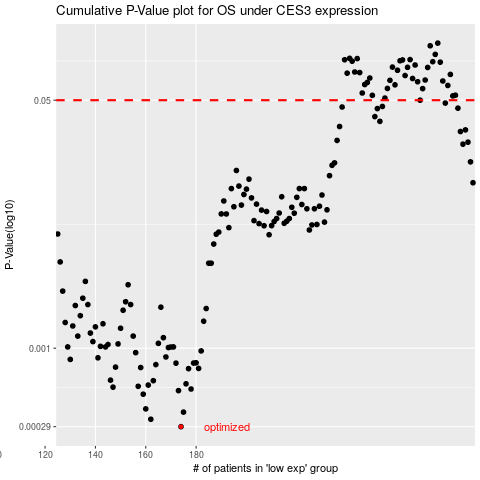 Cumulative P-Value plot for OS under CES3 expression
P-Value(log10)
0.05
0.001
0.00029
optimized
0 120 140 160 180
# of patients in 'low exp' group